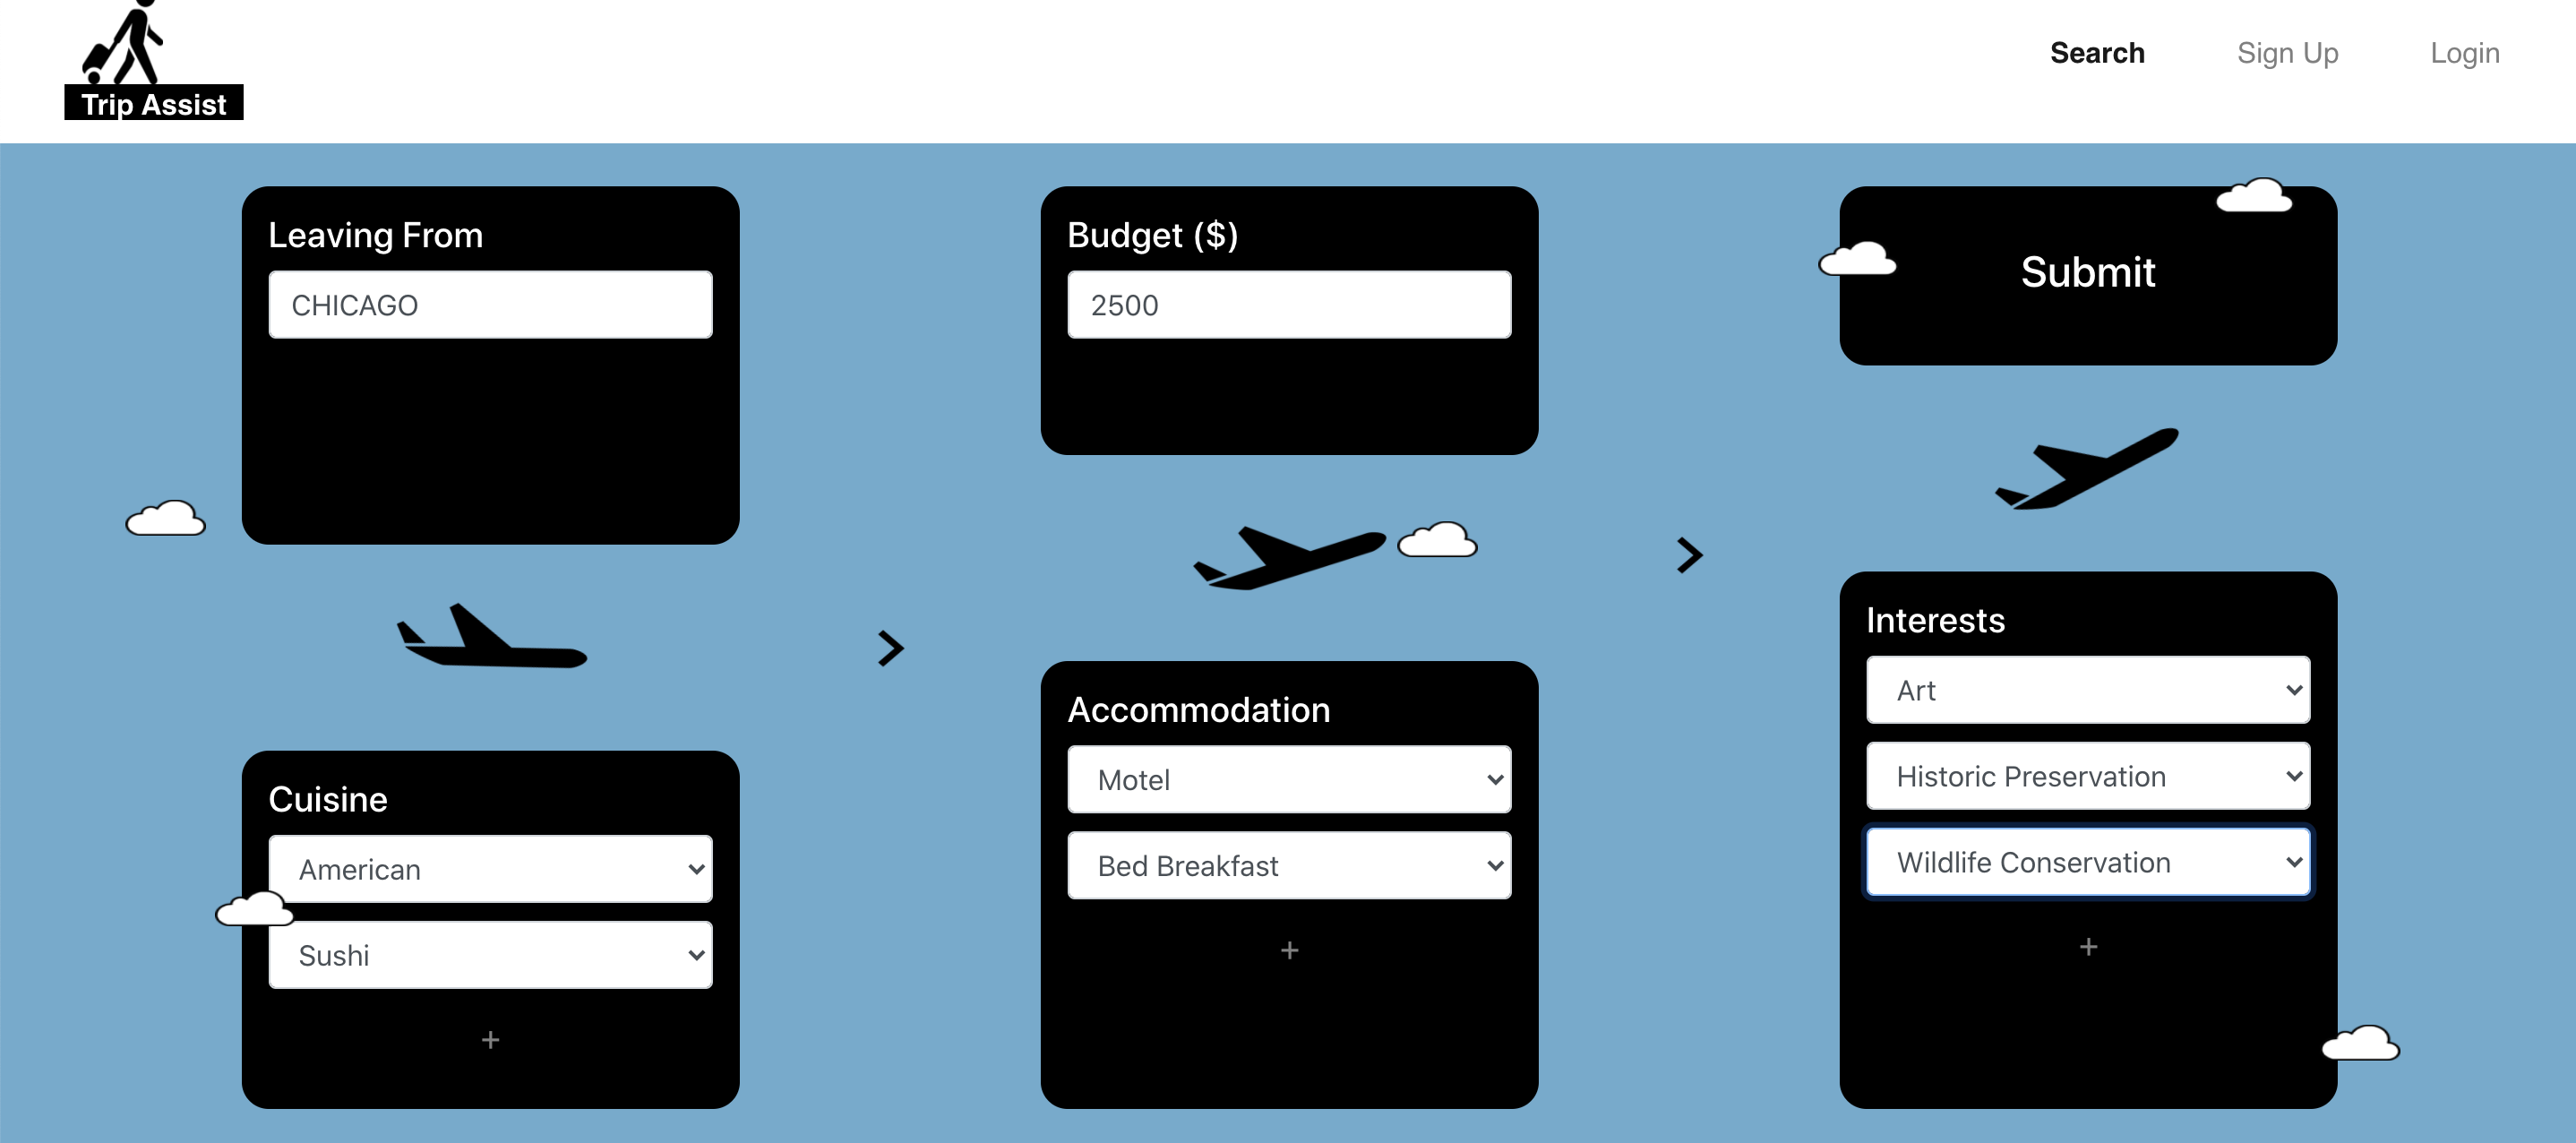 Trip Assist
Search
Sign Up
Login
Leaving From
CHICAGO
Budget ($)
2500
Submit
>
>
Cuisine
American
Sushi
+
Accommodation
Motel
Bed Breakfast
+
Interests
Art
Historic Preservation
Wildlife Conservation
+